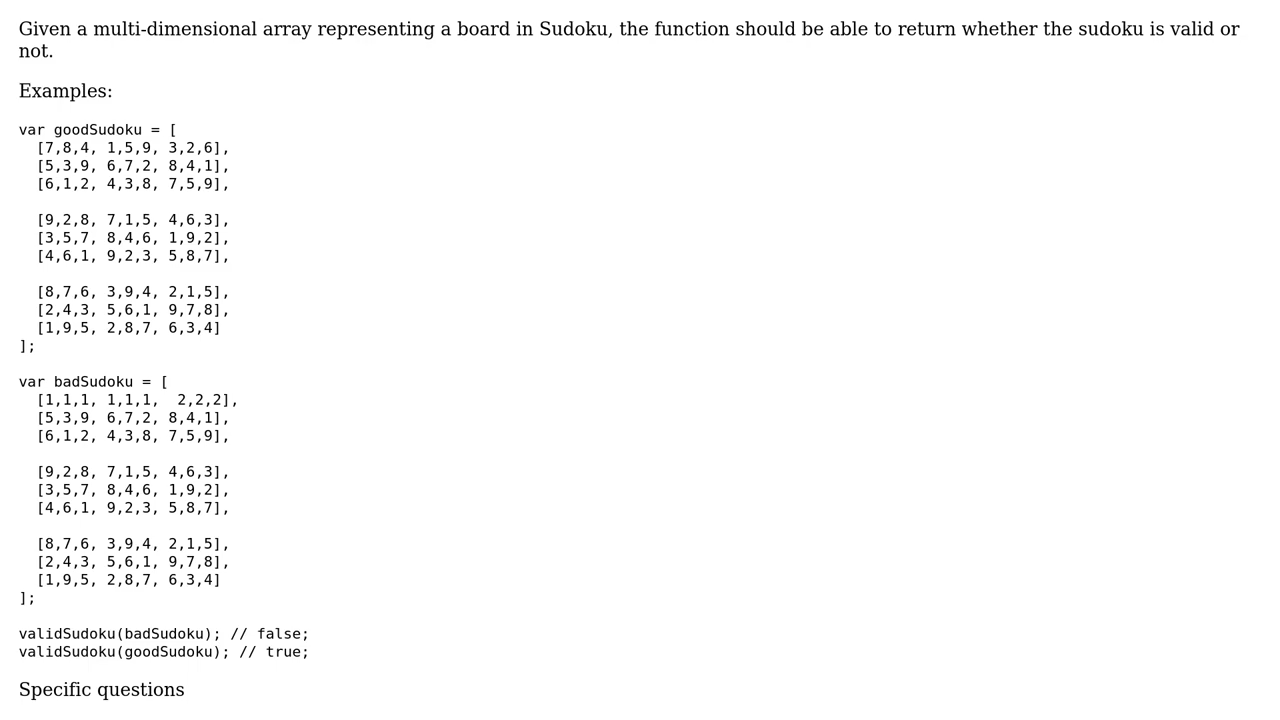 Given a multi-dimensional array representing a board in Sudoku, the function should be able to return whether the sudoku is valid or
not.
Examples:
var goodSudoku = [
  [7,8,4, 1,5,9, 3,2,6],
  [5,3,9, 6,7,2, 8,4,1],
  [6,1,2, 4,3,8, 7,5,9],

  [9,2,8, 7,1,5, 4,6,3],
  [3,5,7, 8,4,6, 1,9,2],
  [4,6,1, 9,2,3, 5,8,7],

  [8,7,6, 3,9,4, 2,1,5],
  [2,4,3, 5,6,1, 9,7,8],
  [1,9,5, 2,8,7, 6,3,4]
];

var badSudoku = [
  [1,1,1, 1,1,1,  2,2,2],
  [5,3,9, 6,7,2, 8,4,1],
  [6,1,2, 4,3,8, 7,5,9],

  [9,2,8, 7,1,5, 4,6,3],
  [3,5,7, 8,4,6, 1,9,2],
  [4,6,1, 9,2,3, 5,8,7],

  [8,7,6, 3,9,4, 2,1,5],
  [2,4,3, 5,6,1, 9,7,8],
  [1,9,5, 2,8,7, 6,3,4]
];

validSudoku(badSudoku); // false;
validSudoku(goodSudoku); // true;
Specific questions